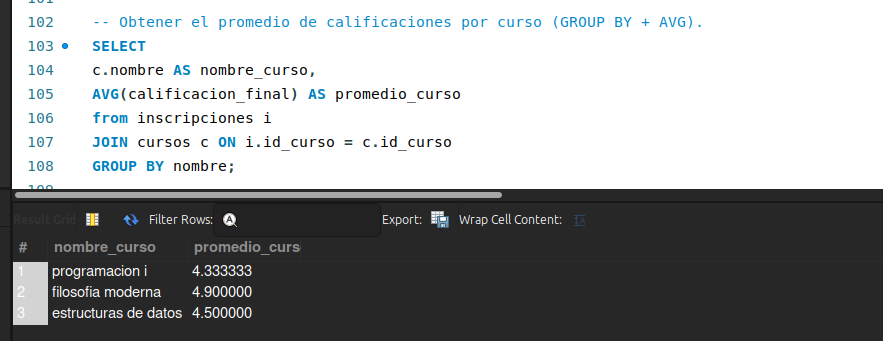 102 -- Obtener el promedio de calificaciones por curso (GROUP BY + AVG).
103 SELECT
104 c.nombre AS nombre_curso,
105 AVG(calificacion_final) AS promedio_curso
106 from inscripciones i
107 JOIN cursos c ON i.id_curso = c.id_curso
108 GROUP BY nombre;
Result Grid Filter Rows: Export: Wrap Cell Content:
# nombre_curso promedio_curs
1 programacion i 4.333333
2 filosofia moderna 4.900000
3 estructuras de datos 4.500000